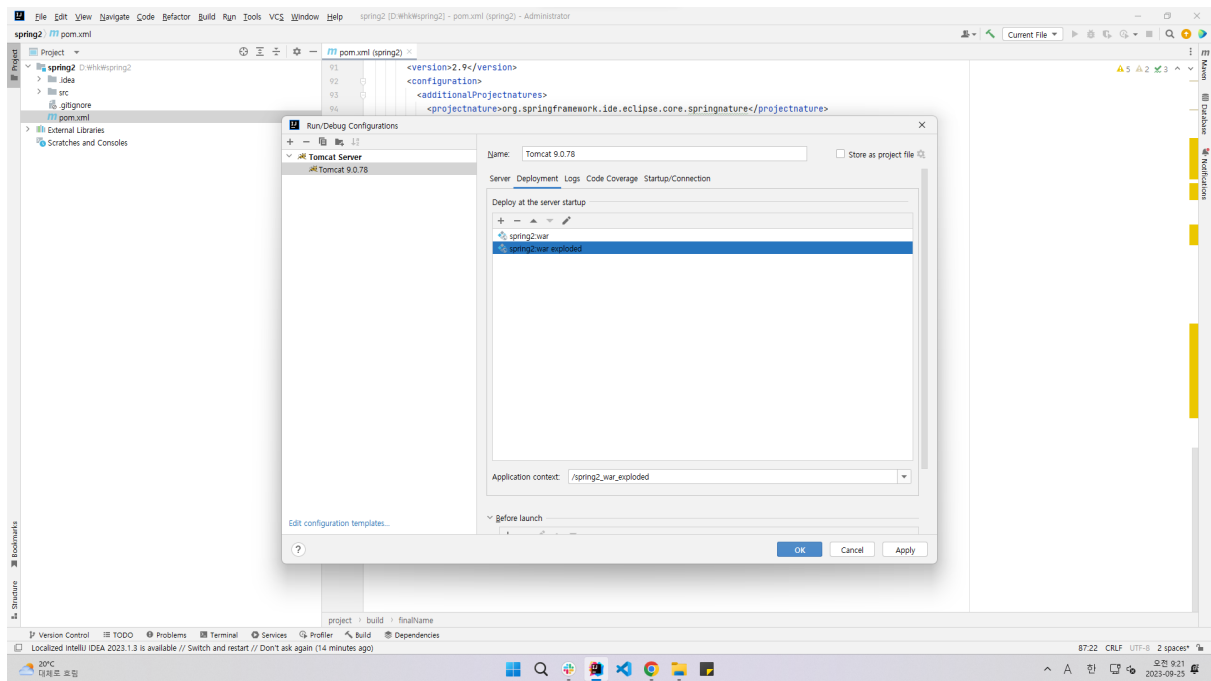 File Edit View Navigate Code Refactor Build Run Tools VCS Window Help spring2 [D:₩hk₩spring2] - pom.xml (spring2) - Administrator
spring2 〉 m pom.xml
Current File
Project
Project
m pom.xml (spring2)
spring2 D:₩hk₩spring2
.idea
src
.gitignore
m pom.xml
External Libraries
Scratches and Consoles
91 <version>2.9</version>
92 <configuration>
93 <additionalProjectnatures>
94 <projectnature>org.springframework.ide.eclipse.core.springnature</projectnature>
5 2 3
m
Maven
Database
Notifications
Run/Debug Configurations
Tomcat Server
Tomcat 9.0.78
Name: Tomcat 9.0.78
Store as project file
Server Deployment Logs Code Coverage Startup/Connection
Deploy at the server startup
spring2:war
spring2:war exploded
Application context: /spring2_war_exploded
Before launch
Edit configuration templates...
?
OK Cancel Apply
Bookmarks
Structure
project 〉 build 〉 finalName
Version Control TODO Problems Terminal Services Profiler Build Dependencies
Localized IntelliJ IDEA 2023.1.3 is available // Switch and restart // Don't ask again (14 minutes ago)
87:22 CRLF UTF-8 2 spaces*
20°C
대체로 흐림
A 한
오전 9:21
2023-09-25